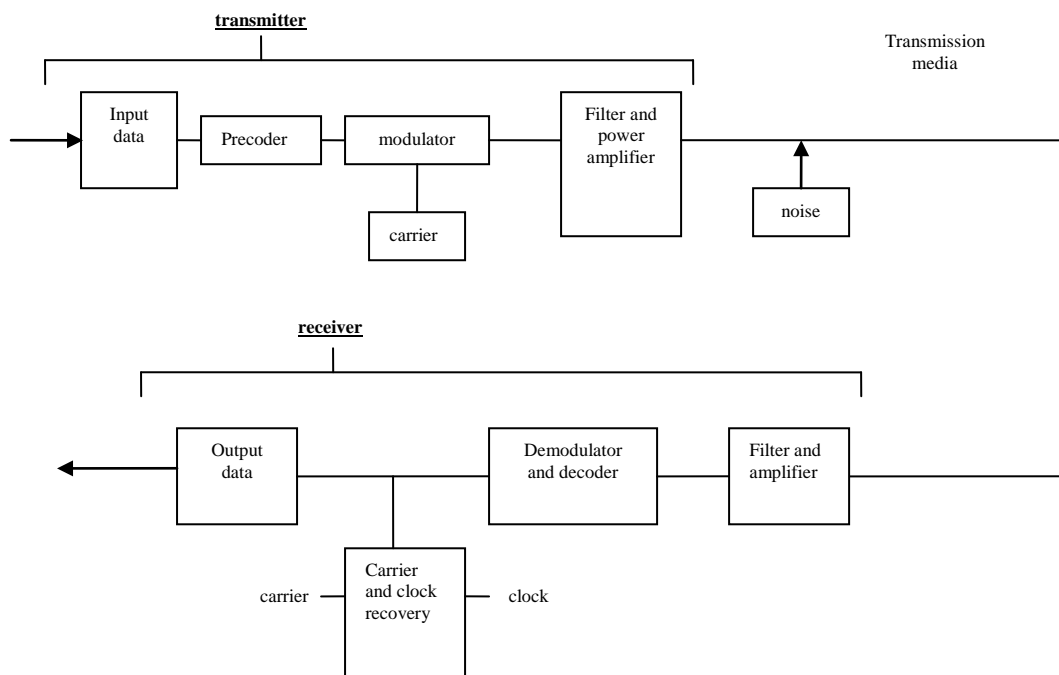 transmitter
Transmission
media
Input
data
Precoder
modulator
Filter and
power
amplifier
carrier
noise
receiver
Output
data
Demodulator
and decoder
Filter and
amplifier
carrier
Carrier
and clock
recovery
clock